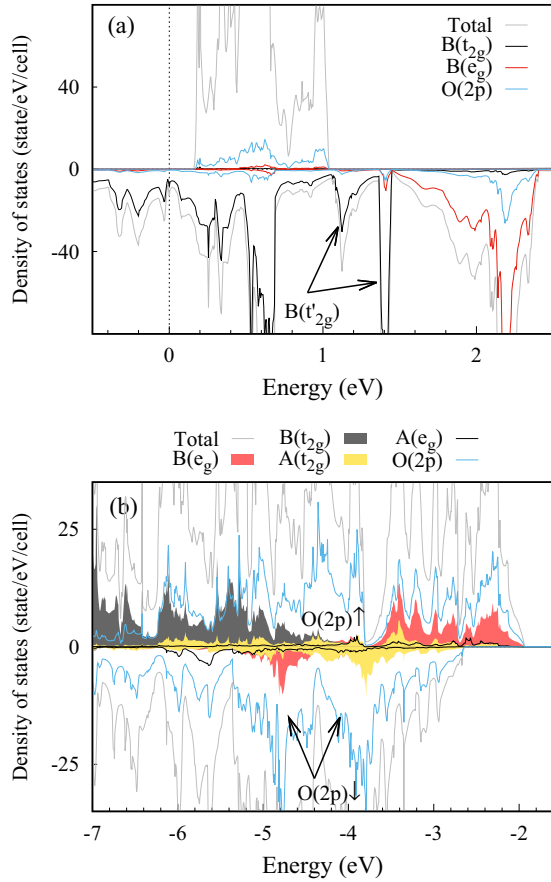 (a)
Total
B(t2g)
B(eg)
O(2p)
Density of states (state/eV/cell)
40
0
-40
B(t'2g)
0
1
2
Energy (eV)
Total
B(t2g)
A(eg)
B(eg)
A(t2g)
O(2p)
(b)
Density of states (state/eV/cell)
25
0
-25
O(2p)↑
O(2p)↓
-7
-6
-5
-4
-3
-2
Energy (eV)